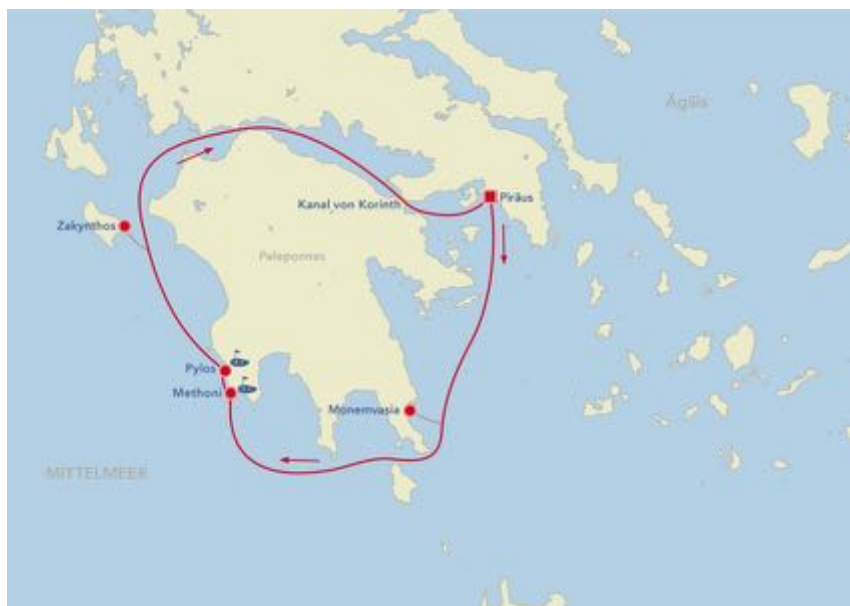 Ägäis
Piräus
Kanal von Korinth
Zakynthos
Peloponnes
Pylos
Methoni
Monemvasia
MITTELMEER